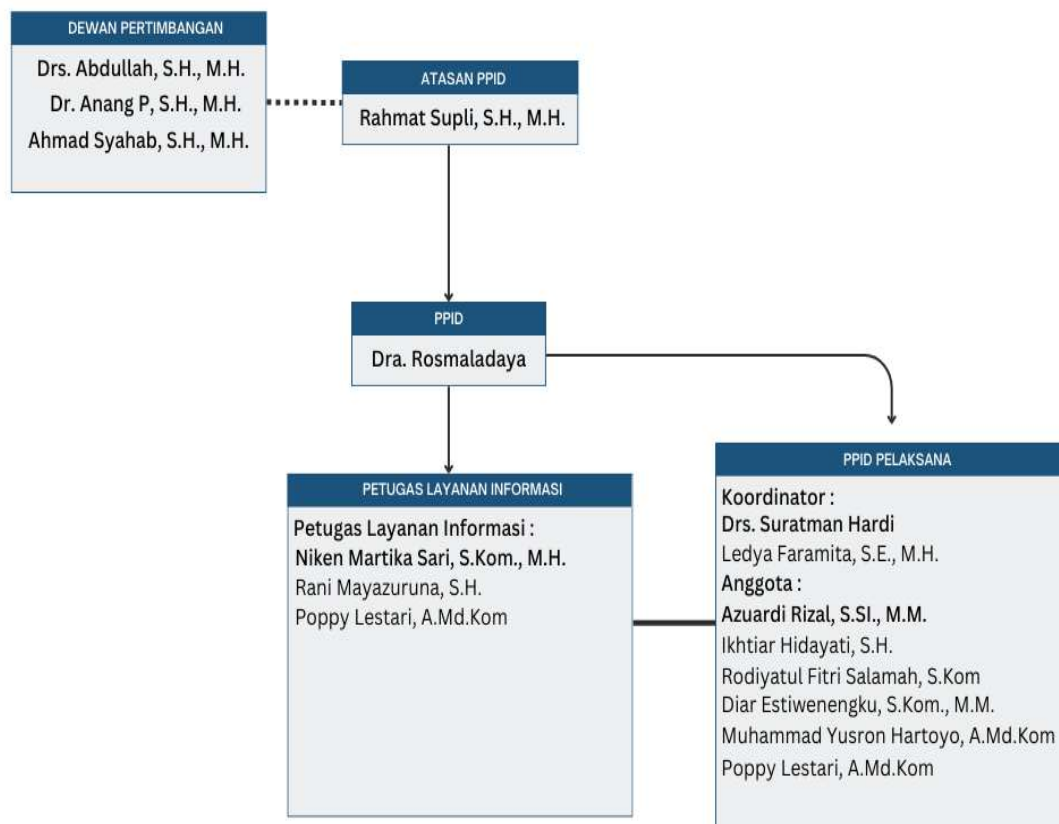 DEWAN PERTIMBANGAN
Drs. Abdullah, S.H., M.H.
Dr. Anang P, S.H., M.H.
Ahmad Syahab, S.H., M.H.
ATASAN PPID
Rahmat Supli, S.H., M.H.
PPID
Dra. Rosmaladaya
PETUGAS LAYANAN INFORMASI
Petugas Layanan Informasi :
Niken Martika Sari, S.Kom., M.H.
Rani Mayazuruna, S.H.
Poppy Lestari, A.Md.Kom
PPID PELAKSANA
Koordinator :
Drs. Suratman Hardi
Ledya Faramita, S.E., M.H.
Anggota :
Azuardi Rizal, S.SI., M.M.
Ikhtiar Hidayati, S.H.
Rodiyatul Fitri Salamah, S.Kom
Diar Estiwenengku, S.Kom., M.M.
Muhammad Yusron Hartoyo, A.Md.Kom
Poppy Lestari, A.Md.Kom